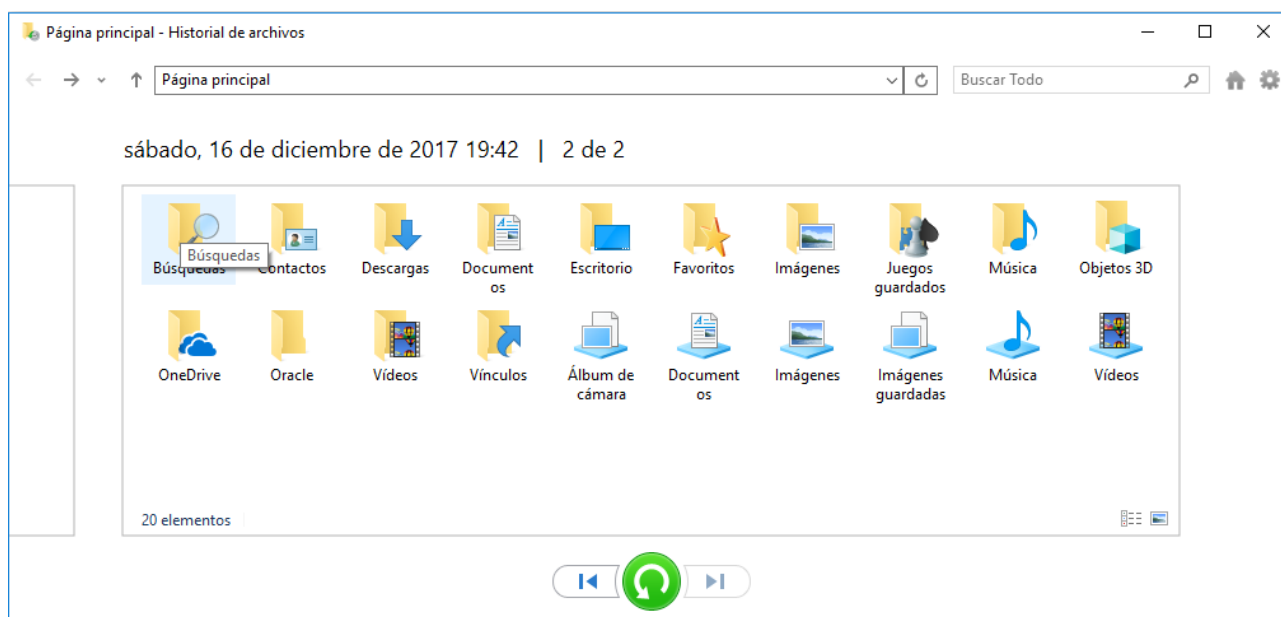 Página principal - Historial de archivos
Página principal
Buscar Todo
sábado, 16 de diciembre de 2017 19:42 | 2 de 2
Búsquedas
Búsquedas Contactos Descargas Document Escritorio Favoritos Imágenes Juegos Música Objetos 3D
os guardados
OneDrive Oracle Vídeos Vínculos Álbum de Document Imágenes Imágenes Música Vídeos
cámara os guardadas
20 elementos